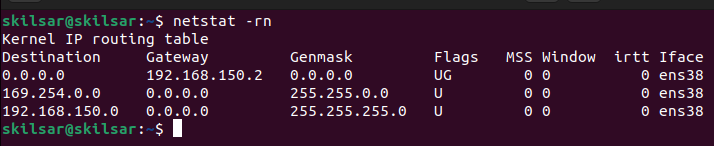 skilsar@skilsar:~$ netstat -rn
Kernel IP routing table
Destination     Gateway         Genmask         Flags   MSS Window  irtt Iface
0.0.0.0         192.168.150.2   0.0.0.0         UG        0 0          0 ens38
169.254.0.0     0.0.0.0         255.255.0.0     U         0 0          0 ens38
192.168.150.0   0.0.0.0         255.255.255.0   U         0 0          0 ens38
skilsar@skilsar:~$